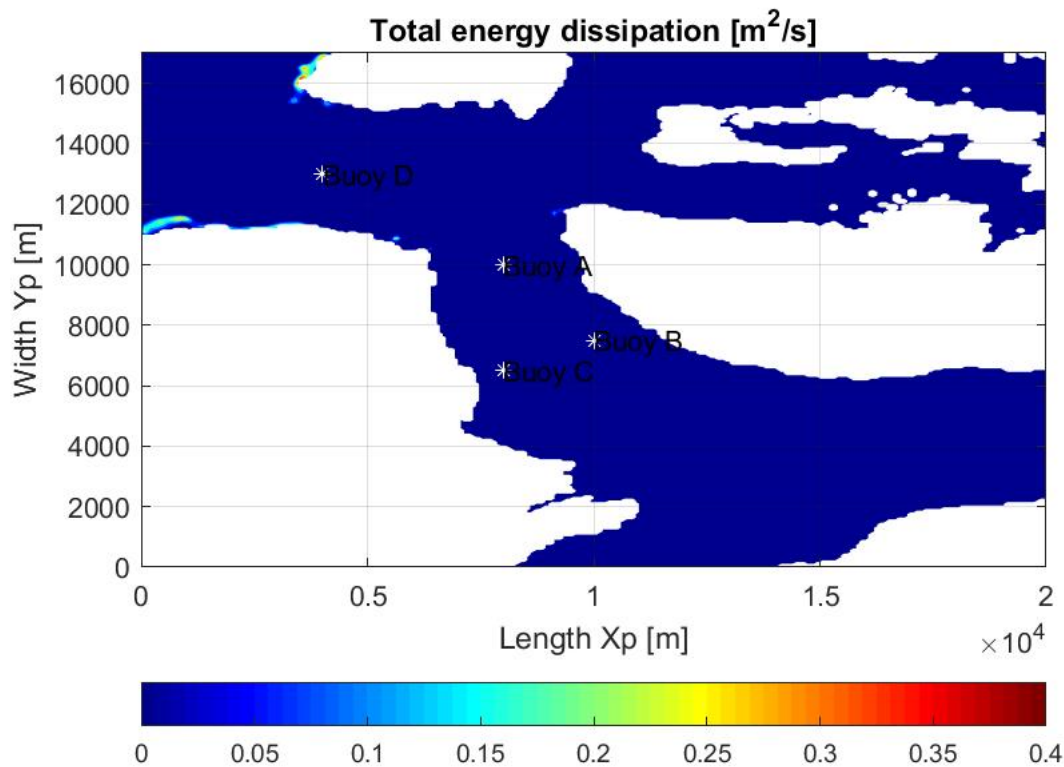 Total energy dissipation [m²/s]
16000
14000
12000
10000
8000
6000
4000
2000
0
Width Yp [m]
Buoy D
Buoy A
Buoy B
Buoy C
0 0.5 1 1.5 2
×10⁴
Length Xp [m]
0 0.05 0.1 0.15 0.2 0.25 0.3 0.35 0.4